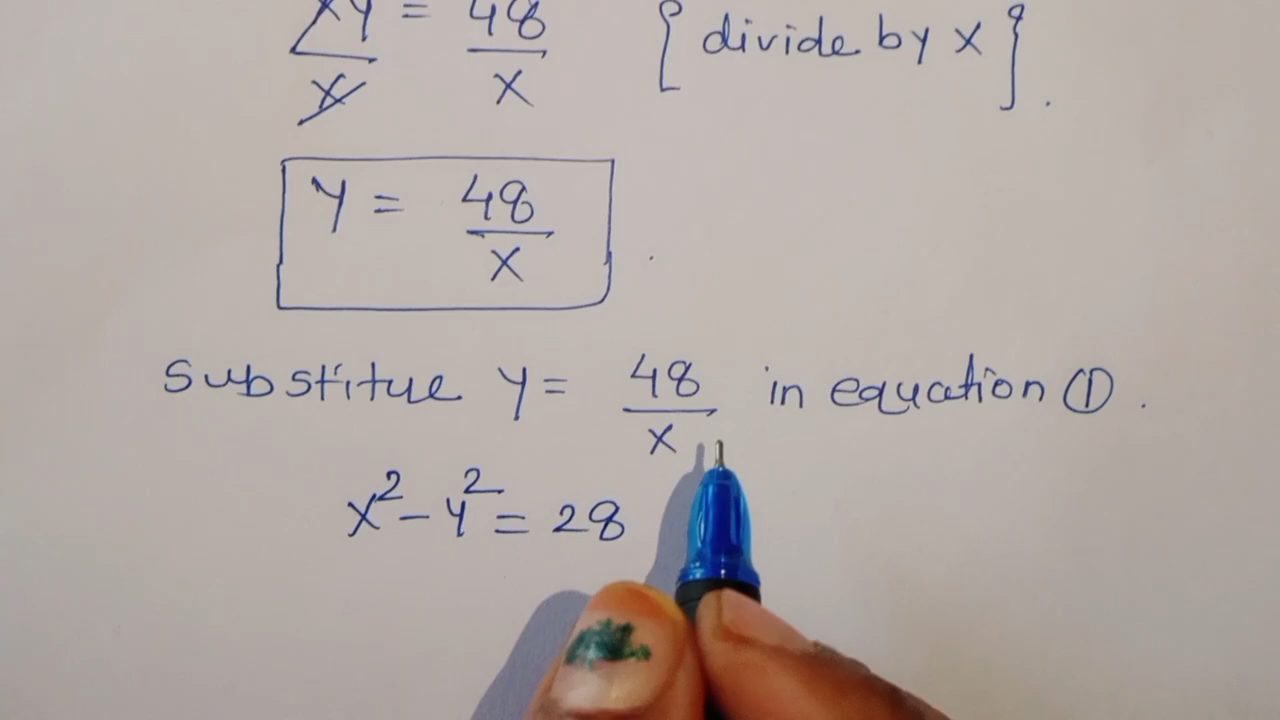 xy/x = 48/x {divide by x}.
y = 48/x
Substitue y = 48/x in equation ①.
x² - y² = 28